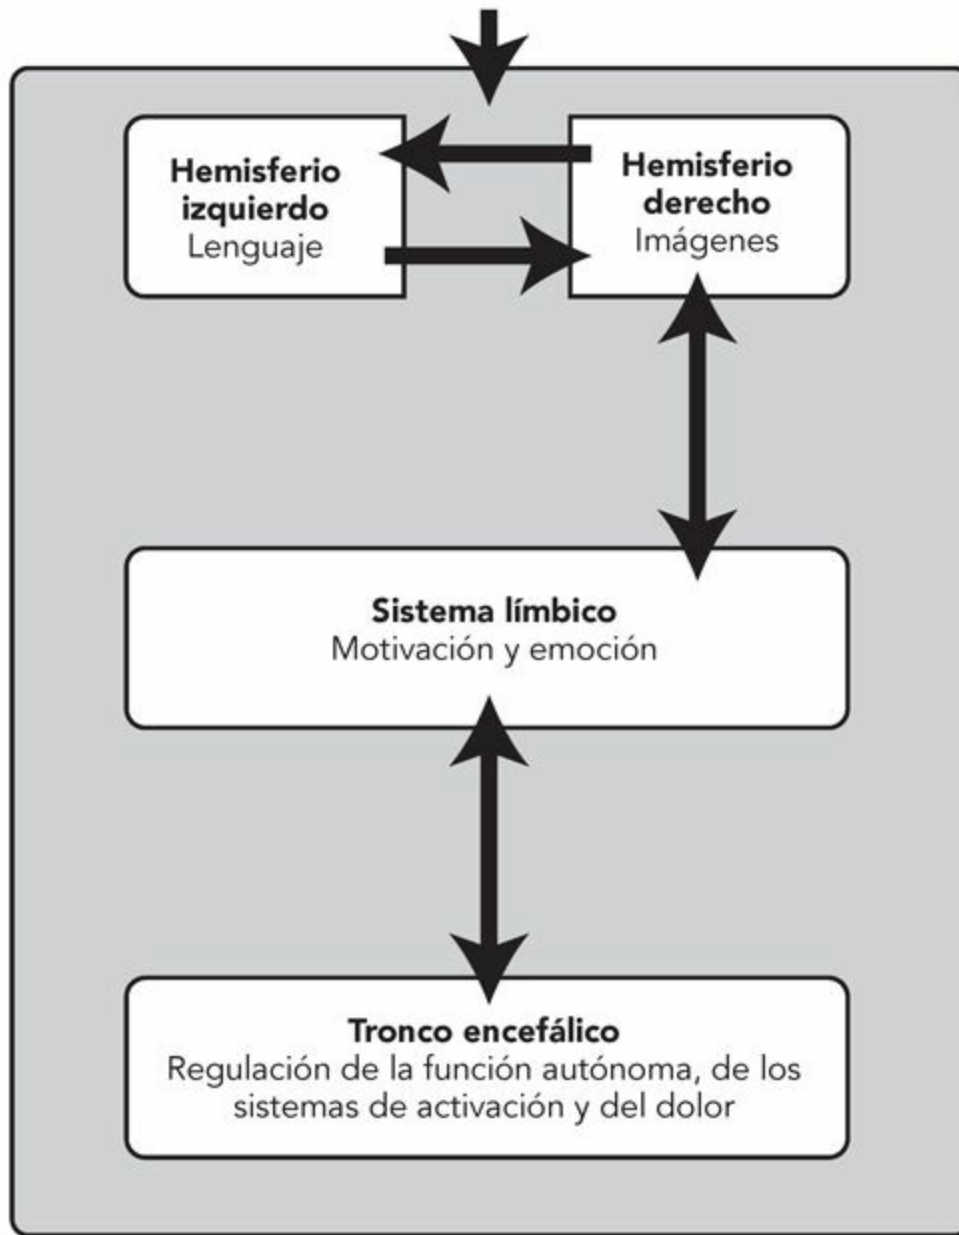 Hemisferio
izquierdo
Lenguaje
Hemisferio
derecho
Imágenes
Sistema límbico
Motivación y emoción
Tronco encefálico
Regulación de la función autónoma, de los
sistemas de activación y del dolor